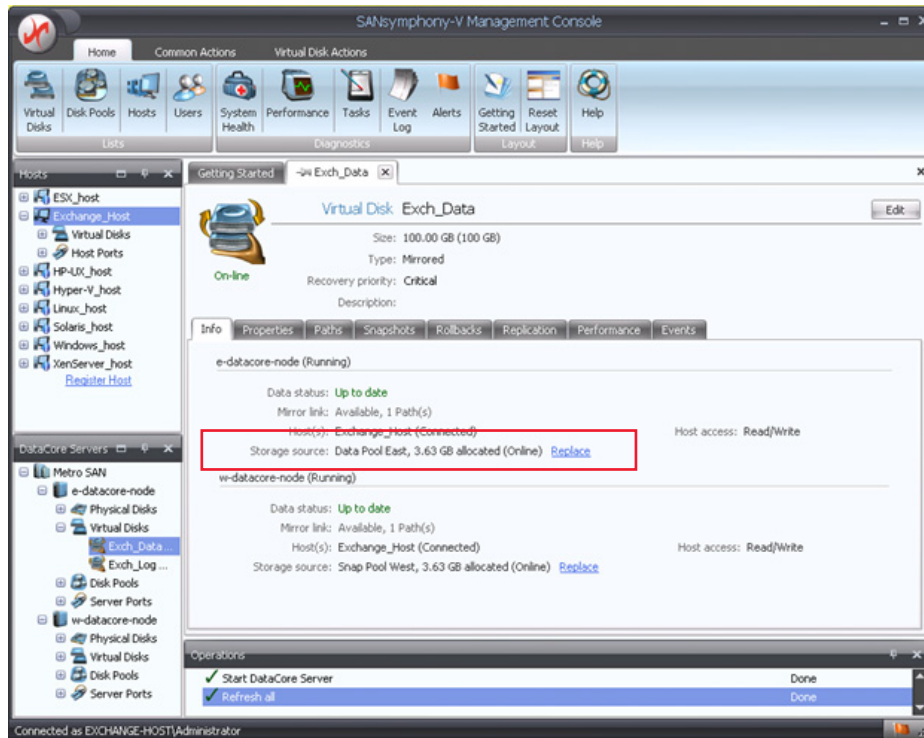 SANsymphony-V Management Console
Home Common Actions Virtual Disk Actions
Virtual Disks Disk Pools Hosts Users System Health Performance Tasks Event Log Alerts Getting Started Reset Layout Help
Lists Diagnostics Layout Help
Hosts
ESX_host
Exchange_Host
Virtual Disks
Host Ports
HP-UX_host
Hyper-V_host
Linux_host
Solaris_host
Windows_host
XenServer_host
Register Host
DataCore Servers
Metro SAN
e-datacore-node
Physical Disks
Virtual Disks
Exch_Data ...
Exch_Log ...
Disk Pools
Server Ports
w-datacore-node
Physical Disks
Virtual Disks
Disk Pools
Server Ports
Getting Started Exch_Data
Virtual Disk Exch_Data Edit
Size: 100.00 GB (100 GB)
Type: Mirrored
On-line
Recovery priority: Critical
Description:
Info Properties Paths Snapshots Rollbacks Replication Performance Events
e-datacore-node (Running)
Data status: Up to date
Mirror link: Available, 1 Path(s)
Host(s): Exchange_Host (Connected) Host access: Read/Write
Storage source: Data Pool East, 3.63 GB allocated (Online) Replace
w-datacore-node (Running)
Data status: Up to date
Mirror link: Available, 1 Path(s)
Host(s): Exchange_Host (Connected) Host access: Read/Write
Storage source: Snap Pool West, 3.63 GB allocated (Online) Replace
Operations
Start DataCore Server Done
Refresh all Done
Connected as EXCHANGE-HOST\Administrator